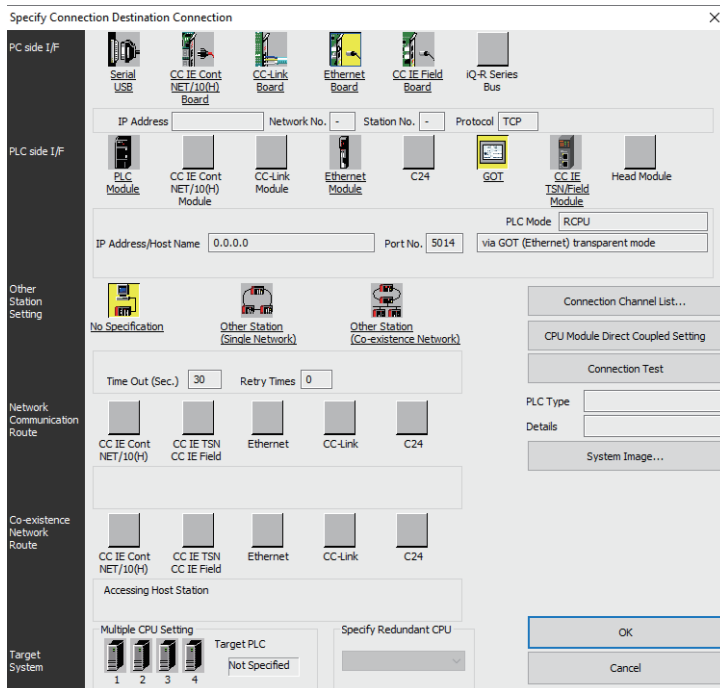 Specify Connection Destination Connection
PC side I/F
Serial
USB
CC IE Cont
NET/10(H)
Board
CC-Link
Board
Ethernet
Board
CC IE Field
Board
iQ-R Series
Bus
IP Address
Network No. -
Station No. -
Protocol TCP
PLC side I/F
PLC
Module
CC IE Cont
NET/10(H)
Module
CC-Link
Module
Ethernet
Module
C24
GOT
CC IE
TSN/Field
Module
Head Module
PLC Mode RCPU
IP Address/Host Name 0.0.0.0
Port No. 5014
via GOT (Ethernet) transparent mode
Other
Station
Setting
No Specification
Other Station
(Single Network)
Other Station
(Co-existence Network)
Time Out (Sec.) 30
Retry Times 0
Connection Channel List...
CPU Module Direct Coupled Setting
Connection Test
PLC Type
Details
System Image...
Network
Communication
Route
CC IE Cont
NET/10(H)
CC IE TSN
CC IE Field
Ethernet
CC-Link
C24
Co-existence
Network
Route
CC IE Cont
NET/10(H)
CC IE TSN
CC IE Field
Ethernet
CC-Link
C24
Accessing Host Station
Target
System
Multiple CPU Setting
1 2 3 4
Target PLC
Not Specified
Specify Redundant CPU
OK
Cancel